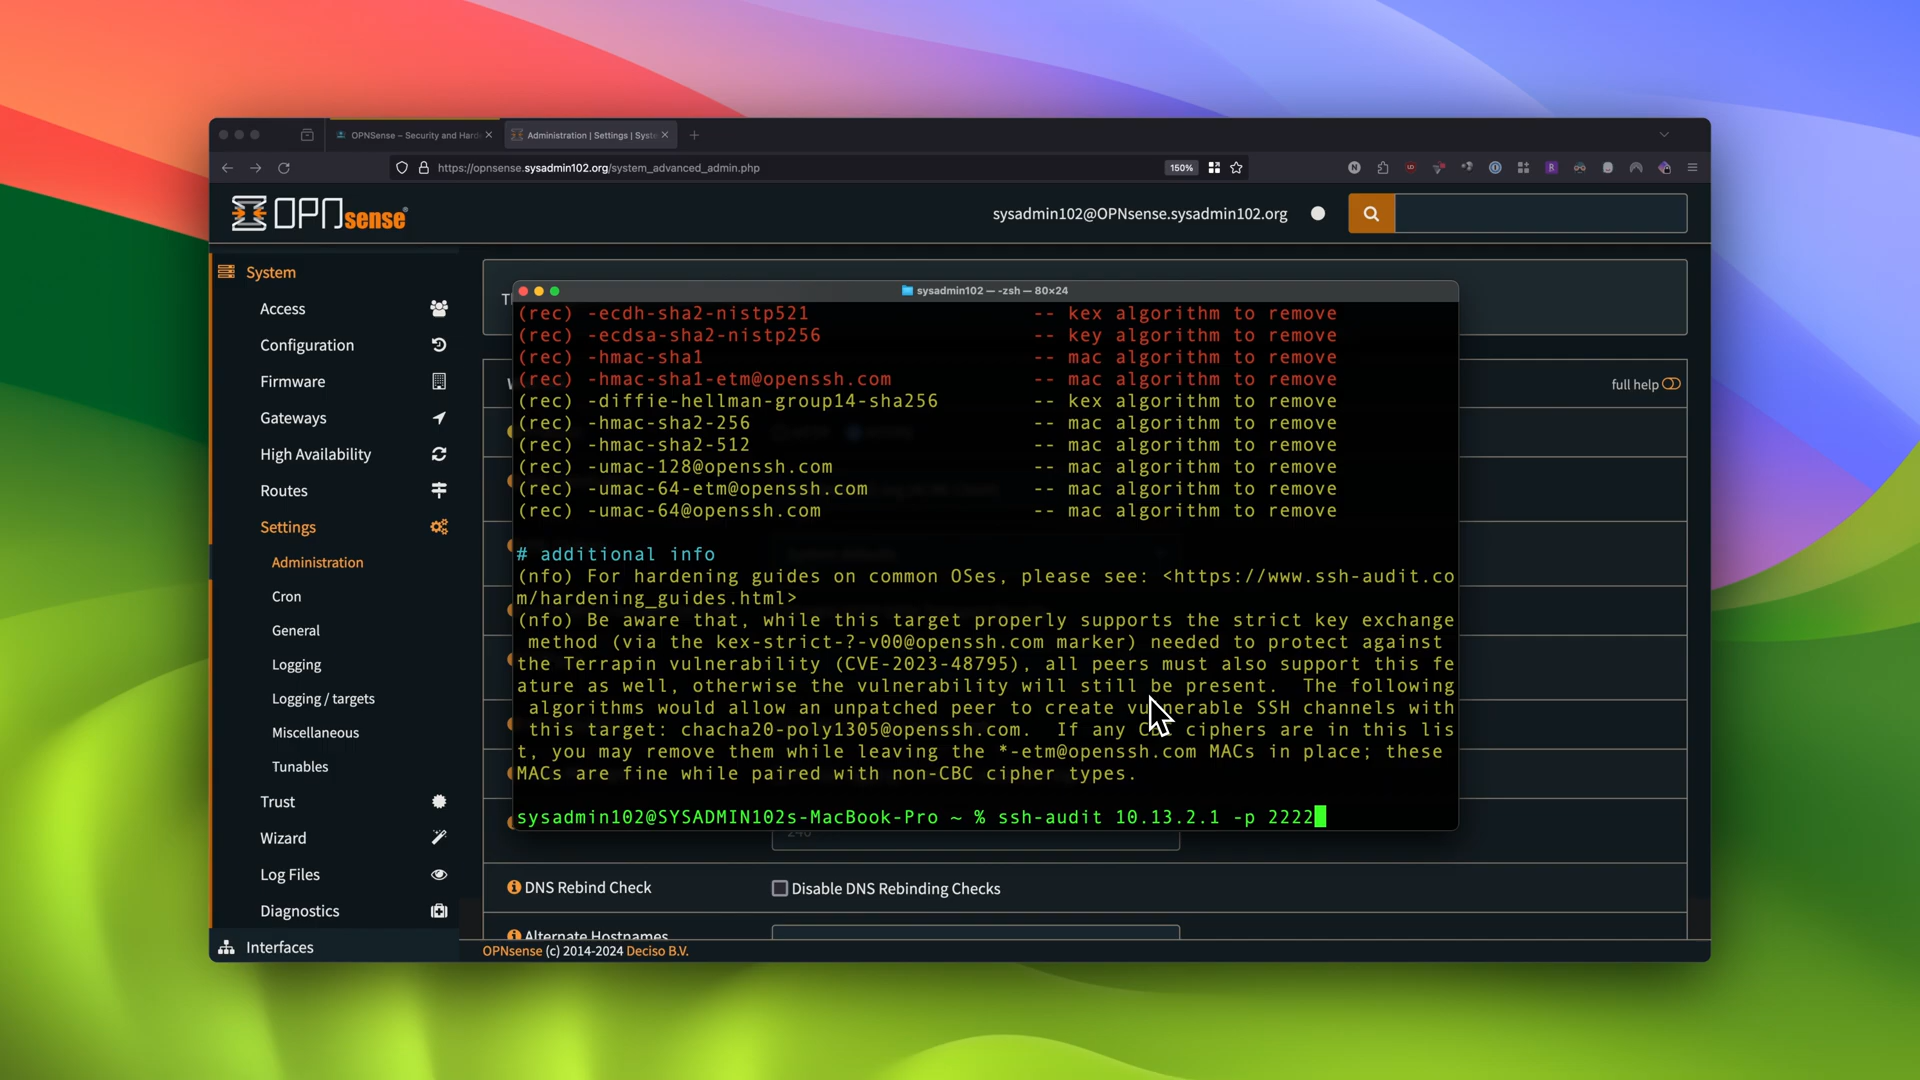 OPNSense – Security and Hard
Administration | Settings | Syste
https://opnsense.sysadmin102.org/system_advanced_admin.php
150%
OPNsense
sysadmin102@OPNsense.sysadmin102.org
System
Access
Configuration
Firmware
Gateways
High Availability
Routes
Settings
Administration
Cron
General
Logging
Logging / targets
Miscellaneous
Tunables
Trust
Wizard
Log Files
Diagnostics
Interfaces
full help
sysadmin102 — -zsh — 80×24
(rec) -ecdh-sha2-nistp521 -- kex algorithm to remove
(rec) -ecdsa-sha2-nistp256 -- key algorithm to remove
(rec) -hmac-sha1 -- mac algorithm to remove
(rec) -hmac-sha1-etm@openssh.com -- mac algorithm to remove
(rec) -diffie-hellman-group14-sha256 -- kex algorithm to remove
(rec) -hmac-sha2-256 -- mac algorithm to remove
(rec) -hmac-sha2-512 -- mac algorithm to remove
(rec) -umac-128@openssh.com -- mac algorithm to remove
(rec) -umac-64-etm@openssh.com -- mac algorithm to remove
(rec) -umac-64@openssh.com -- mac algorithm to remove
# additional info
(nfo) For hardening guides on common OSes, please see: <https://www.ssh-audit.co
m/hardening_guides.html>
(nfo) Be aware that, while this target properly supports the strict key exchange
method (via the kex-strict-?-v00@openssh.com marker) needed to protect against
the Terrapin vulnerability (CVE-2023-48795), all peers must also support this fe
ature as well, otherwise the vulnerability will still be present. The following
algorithms would allow an unpatched peer to create vulnerable SSH channels with
this target: chacha20-poly1305@openssh.com. If any CBC ciphers are in this lis
t, you may remove them while leaving the *-etm@openssh.com MACs in place; these
MACs are fine while paired with non-CBC cipher types.
sysadmin102@SYSADMIN102s-MacBook-Pro ~ % ssh-audit 10.13.2.1 -p 2222
240
DNS Rebind Check
Disable DNS Rebinding Checks
Alternate Hostnames
OPNsense (c) 2014-2024 Deciso B.V.